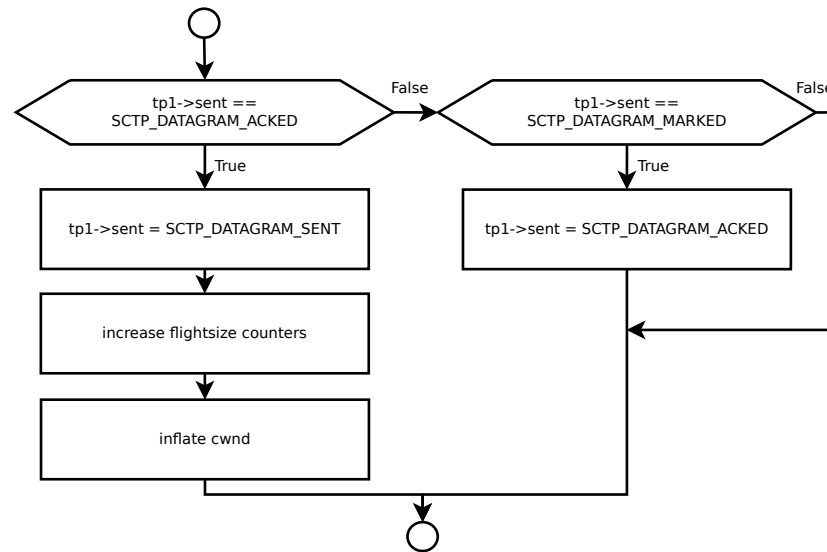 False
False
tp1->sent ==
SCTP_DATAGRAM_ACKED
tp1->sent ==
SCTP_DATAGRAM_MARKED
True
True
tp1->sent = SCTP_DATAGRAM_SENT
tp1->sent = SCTP_DATAGRAM_ACKED
increase flightsize counters
inflate cwnd